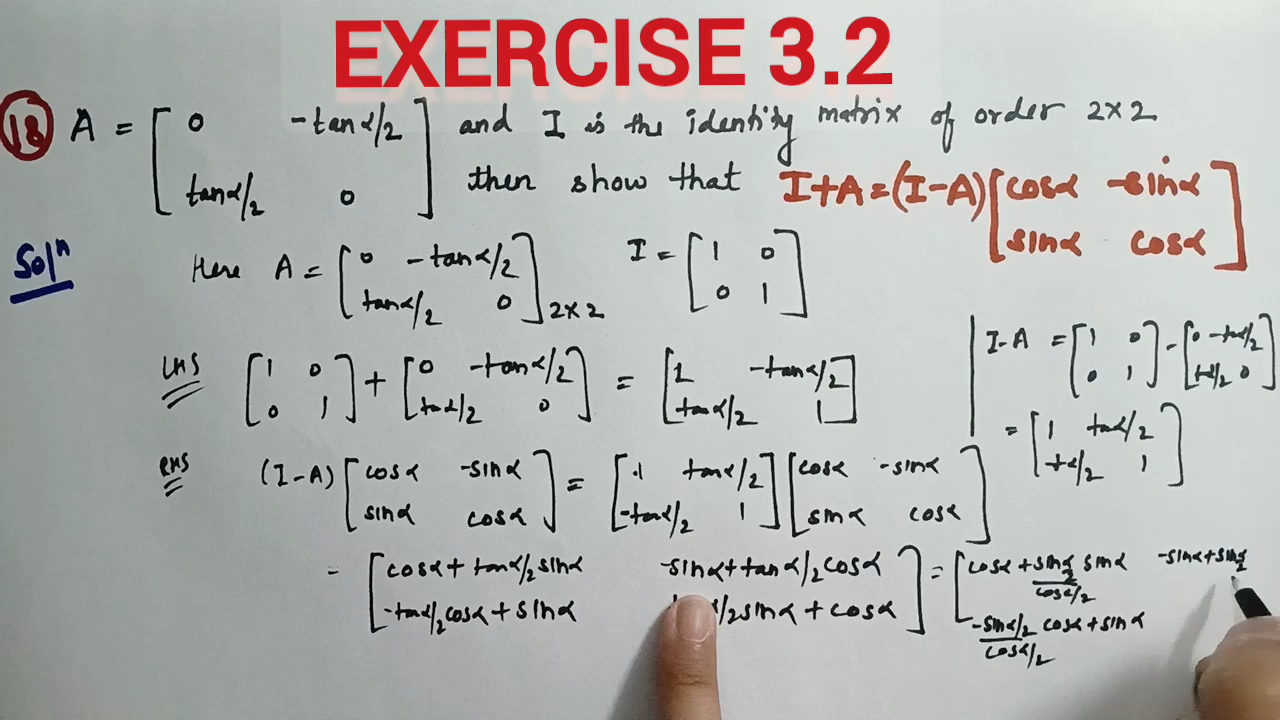 EXERCISE 3.2
18 A = [ 0 -tanα/2 ] and I is the identity matrix of order 2×2
[ tanα/2 0 ] then show that I+A=(I-A)[ cosα -sinα ]
[ sinα cosα ]
Solⁿ Here A = [ 0 -tanα/2 ] I = [ 1 0 ]
[ tanα/2 0 ]2×2 [ 0 1 ]
I-A = [ 1 0 ] - [ 0 -tanα/2 ]
[ 0 1 ] [ tα/2 0 ]
= [ 1 tanα/2 ]
[ tα/2 1 ]
LHS [ 1 0 ] + [ 0 -tanα/2 ] = [ 1 -tanα/2 ]
[ 0 1 ] [ tanα/2 0 ] [ tanα/2 1 ]
RHS (I-A) [ cosα -sinα ] = [ 1 tanα/2 ] [ cosα -sinα ]
[ sinα cosα ] [ -tanα/2 1 ] [ sinα cosα ]
= [ cosα + tanα/2 sinα -sinα + tanα/2 cosα ] = [ cosα + sinα/2 / cosα/2 sinα -sinα + sinα/2
[ -tanα/2 cosα + sinα α/2 sinα + cosα ] [ -sinα/2 / cosα/2 cosα + sinα